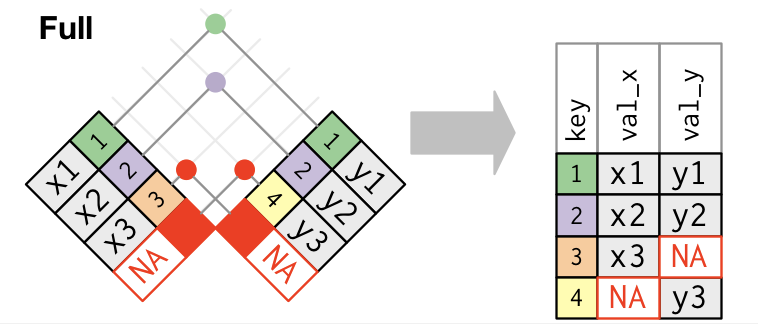 Full
1 1
2 2
3 4
x1 y1
x2 y2
x3 y3
NA NA
key val_x val_y
1 x1 y1
2 x2 y2
3 x3 NA
4 NA y3